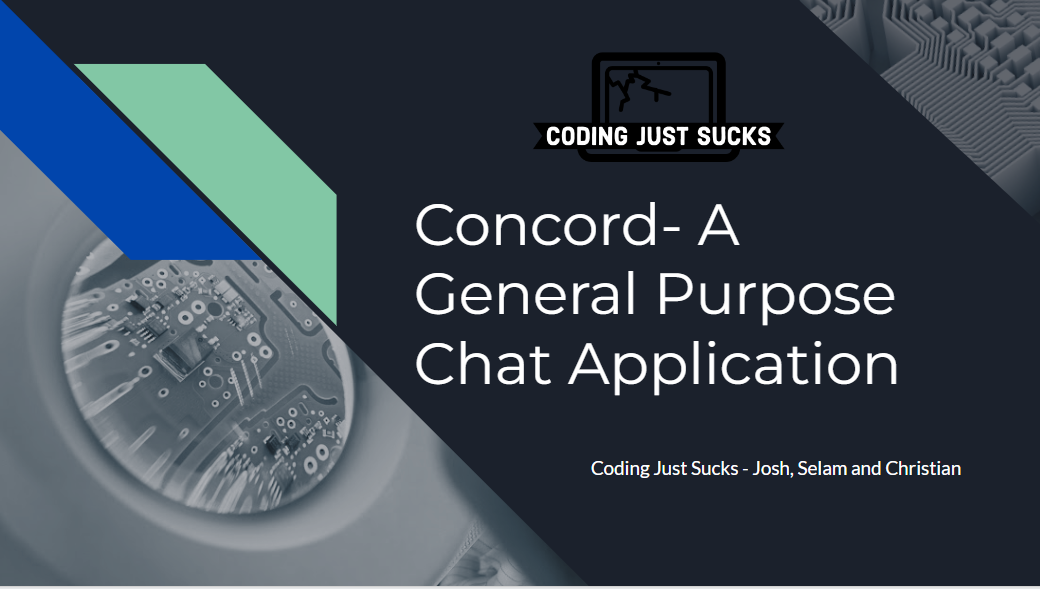 CODING JUST SUCKS
Concord- A
General Purpose
Chat Application
Coding Just Sucks - Josh, Selam and Christian